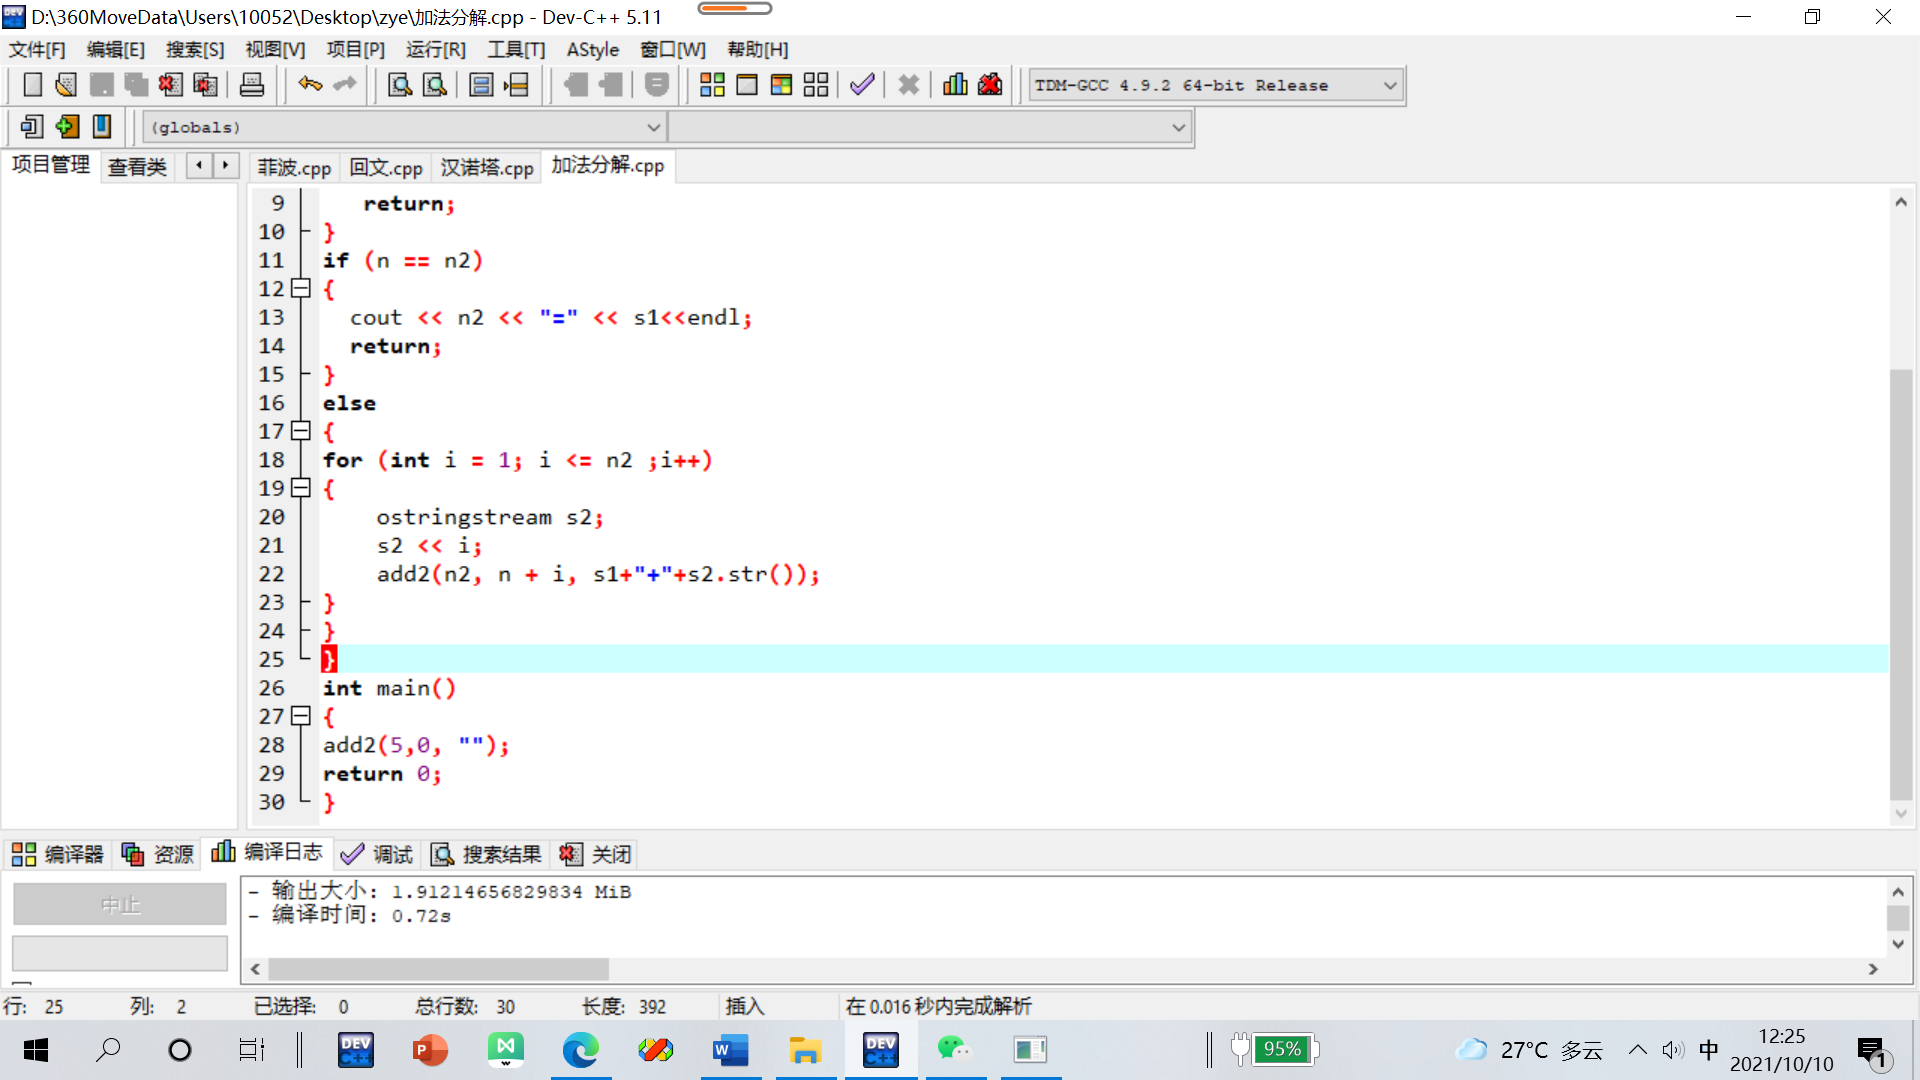 D:\360MoveData\Users\10052\Desktop\zye\加法分解.cpp - Dev-C++ 5.11
文件[F] 编辑[E] 搜索[S] 视图[V] 项目[P] 运行[R] 工具[T] AStyle 窗口[W] 帮助[H]
TDM-GCC 4.9.2 64-bit Release
(globals)
项目管理 查看类 菲波.cpp 回文.cpp 汉诺塔.cpp 加法分解.cpp
9 return;
10 }
11 if (n == n2)
12 {
13 cout << n2 << "=" << s1<<endl;
14 return;
15 }
16 else
17 {
18 for (int i = 1; i <= n2 ;i++)
19 {
20 ostringstream s2;
21 s2 << i;
22 add2(n2, n + i, s1+"+"+s2.str());
23 }
24 }
25 }
26 int main()
27 {
28 add2(5,0, "");
29 return 0;
30 }
编译器 资源 编译日志 调试 搜索结果 关闭
中止
- 输出大小: 1.91214656829834 MiB
- 编译时间: 0.72s
行: 25 列: 2 已选择: 0 总行数: 30 长度: 392 插入 在 0.016 秒内完成解析
DEV C++ P W DEV C++ 95% 27°C 多云 中 12:25
2021/10/10 1